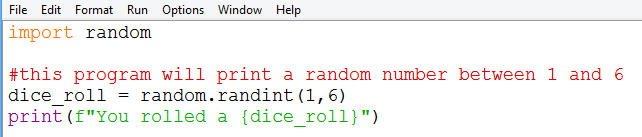 File Edit Format Run Options Window Help
import random
#this program will print a random number between 1 and 6
dice_roll = random.randint(1,6)
print(f"You rolled a {dice_roll}")